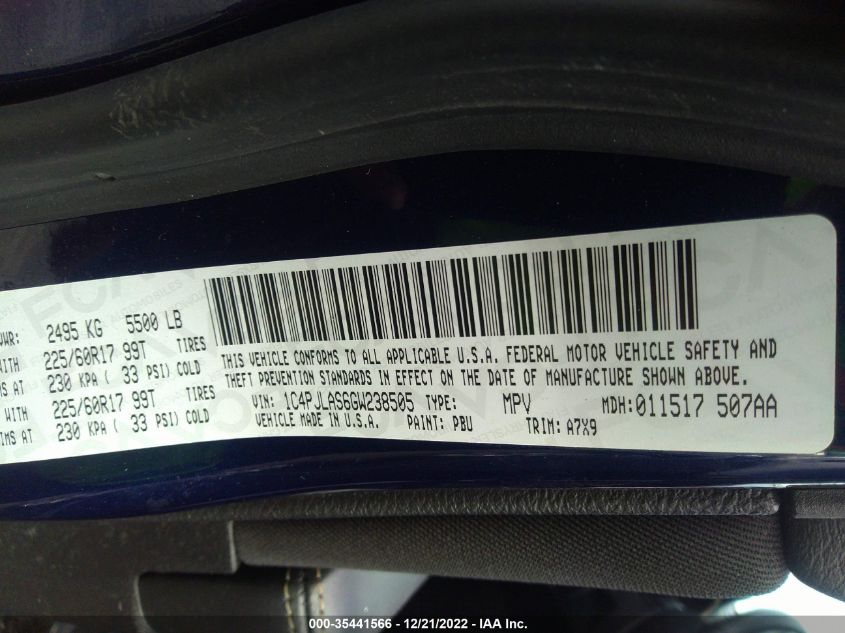 VWR: 2495 KG 5500 LB
WITH 225/60R17 99T TIRES
MS AT 230 KPA ( 33 PSI) COLD
WITH 225/60R17 99T TIRES
IMS AT 230 KPA ( 33 PSI) COLD
THIS VEHICLE CONFORMS TO ALL APPLICABLE U.S.A. FEDERAL MOTOR VEHICLE SAFETY AND
THEFT PREVENTION STANDARDS IN EFFECT ON THE DATE OF MANUFACTURE SHOWN ABOVE.
VIN: 1C4PJLAS6GW238505 TYPE: MPV MDH:011517 507AA
VEHICLE MADE IN U.S.A. PAINT: PBU TRIM: A7X9
000-35441566 - 12/21/2022 - IAA Inc.